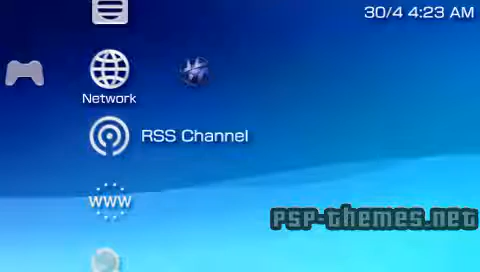 30/4 4:23 AM
Network
RSS Channel
WWW
PSP-themes.net